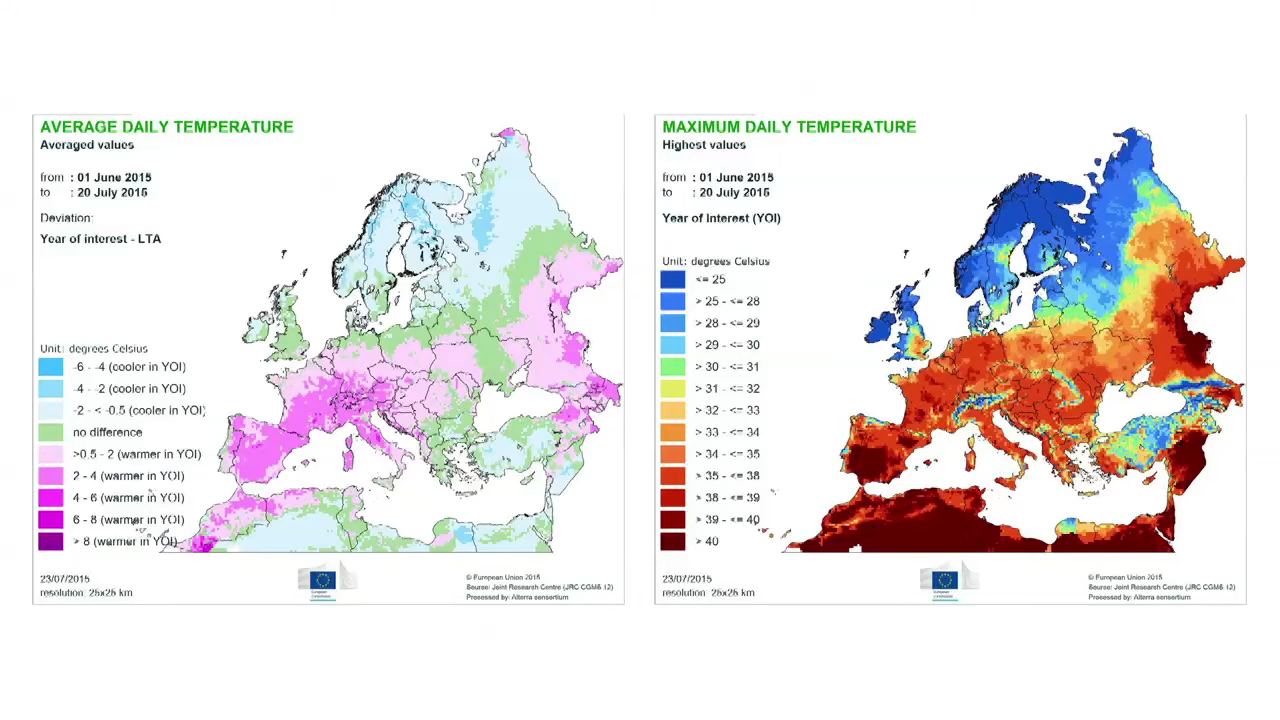 AVERAGE DAILY TEMPERATURE
Averaged values
from : 01 June 2015
to : 20 July 2015
Deviation:
Year of interest - LTA
Unit: degrees Celsius
-6 - -4 (cooler in YOI)
-4 - -2 (cooler in YOI)
-2 - < -0.5 (cooler in YOI)
no difference
>0.5 - 2 (warmer in YOI)
2 - 4 (warmer in YOI)
4 - 6 (warmer in YOI)
6 - 8 (warmer in YOI)
> 8 (warmer in YOI)
23/07/2015
resolution: 25x25 km
European
Commission
© European Union 2015
Source: Joint Research Centre (JRC CGMS 12)
Processed by: Alterra consortium
MAXIMUM DAILY TEMPERATURE
Highest values
from : 01 June 2015
to : 20 July 2015
Year of Interest (YOI)
Unit: degrees Celsius
<= 25
> 25 - <= 28
> 28 - <= 29
> 29 - <= 30
> 30 - <= 31
> 31 - <= 32
> 32 - <= 33
> 33 - <= 34
> 34 - <= 35
> 35 - <= 38
> 38 - <= 39
> 39 - <= 40
> 40
23/07/2015
resolution: 25x25 km
European
Commission
© European Union 2015
Source: Joint Research Centre (JRC CGMS 12)
Processed by: Alterra consortium